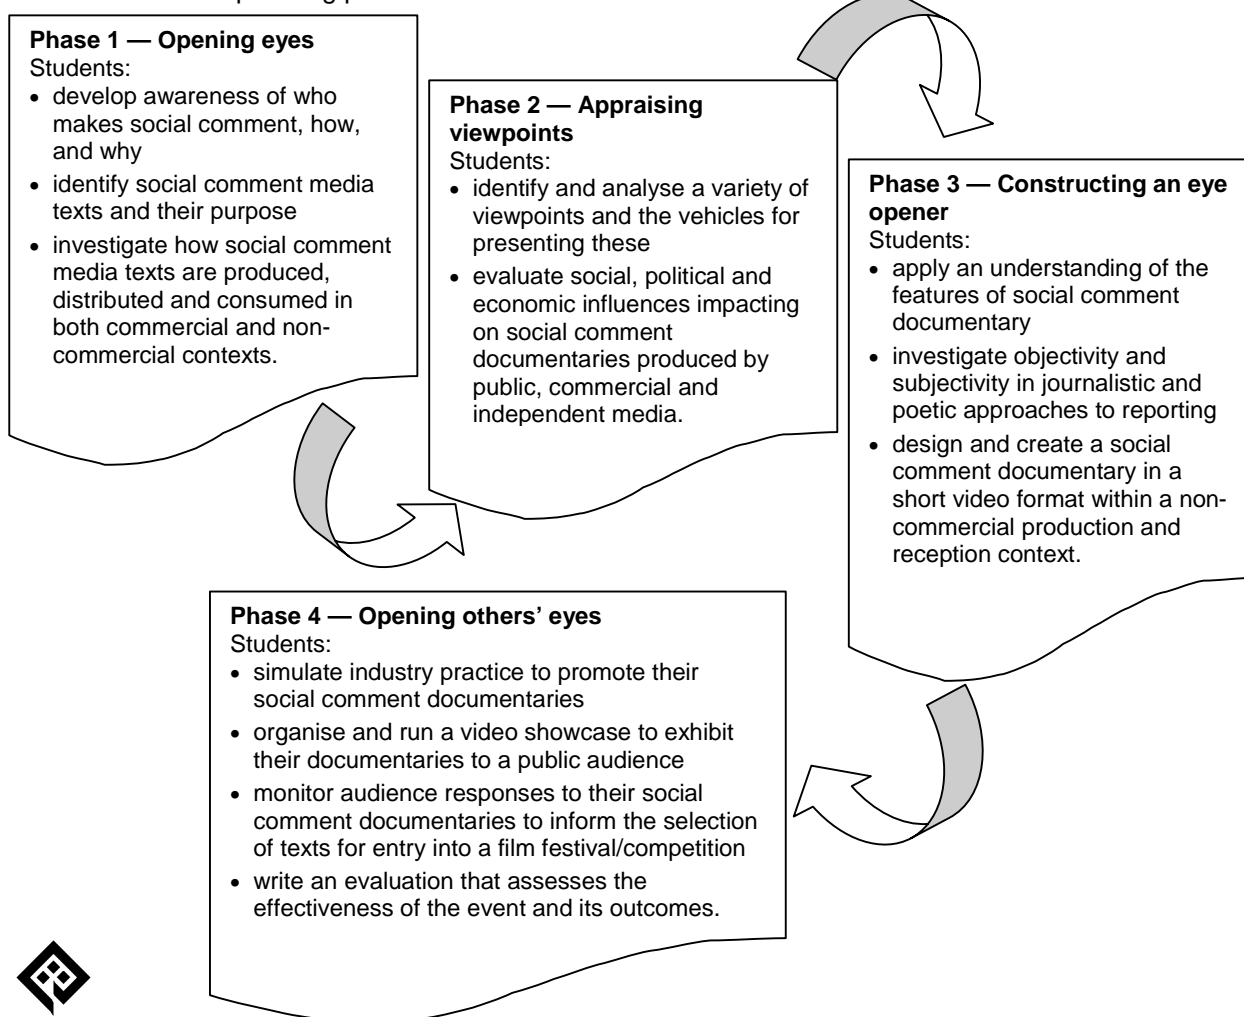 Phase 1 — Opening eyes
Students:
• develop awareness of who
makes social comment, how,
and why
• identify social comment media
texts and their purpose
• investigate how social comment
media texts are produced,
distributed and consumed in
both commercial and non-
commercial contexts.
Phase 2 — Appraising
viewpoints
Students:
• identify and analyse a variety of
viewpoints and the vehicles for
presenting these
• evaluate social, political and
economic influences impacting
on social comment
documentaries produced by
public, commercial and
independent media.
Phase 3 — Constructing an eye
opener
Students:
• apply an understanding of the
features of social comment
documentary
• investigate objectivity and
subjectivity in journalistic and
poetic approaches to reporting
• design and create a social
comment documentary in a
short video format within a non-
commercial production and
reception context.
Phase 4 — Opening others’ eyes
Students:
• simulate industry practice to promote their
social comment documentaries
• organise and run a video showcase to exhibit
their documentaries to a public audience
• monitor audience responses to their social
comment documentaries to inform the selection
of texts for entry into a film festival/competition
• write an evaluation that assesses the
effectiveness of the event and its outcomes.